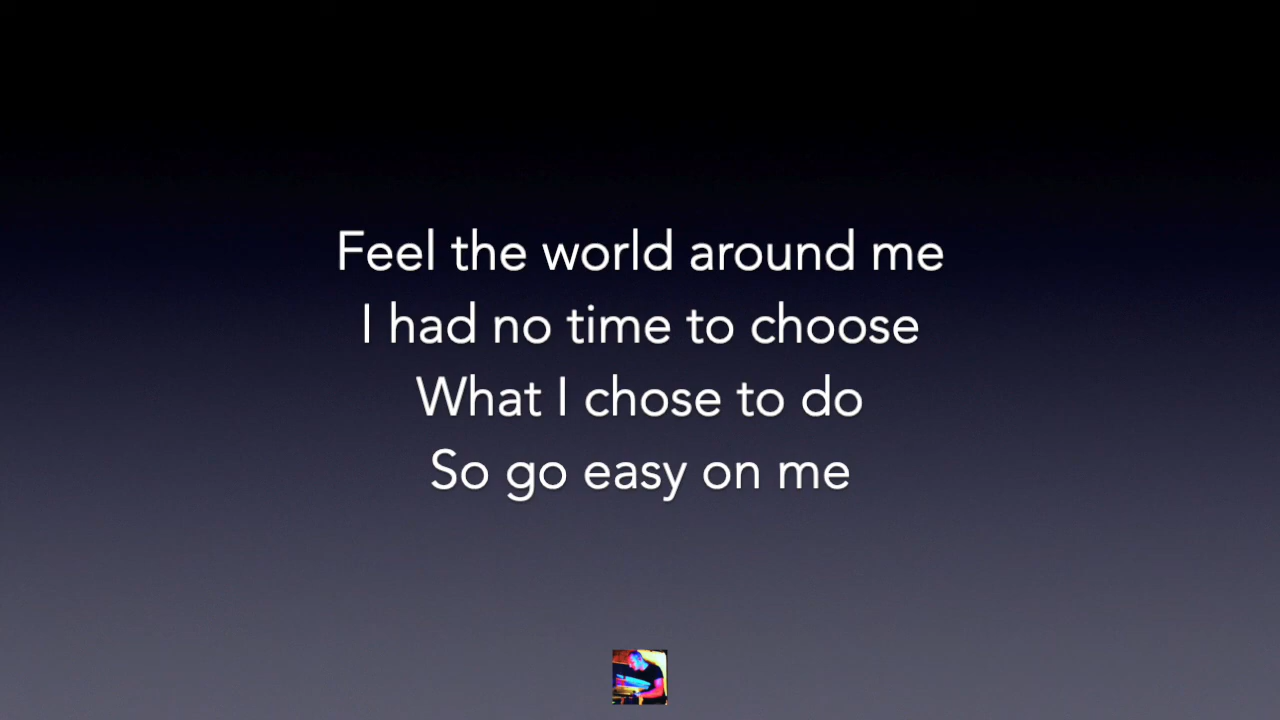 Feel the world around me
I had no time to choose
What I chose to do
So go easy on me